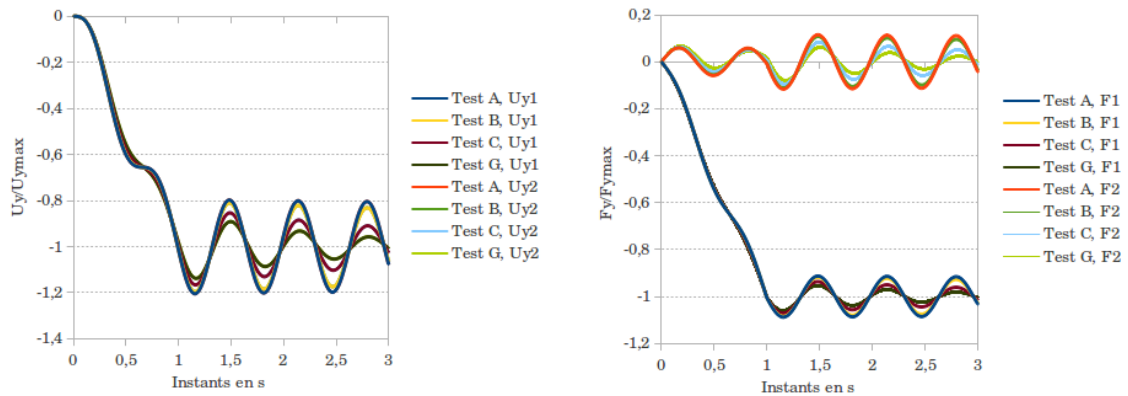 0
-0,2
-0,4
-0,6
-0,8
-1
-1,2
-1,4
Uy/Uymax
0 0,5 1 1,5 2 2,5 3
Instants en s
Test A, Uy1
Test B, Uy1
Test C, Uy1
Test G, Uy1
Test A, Uy2
Test B, Uy2
Test C, Uy2
Test G, Uy2
0,2
0
-0,2
-0,4
-0,6
-0,8
-1
-1,2
Fy/Fymax
0 0,5 1 1,5 2 2,5 3
Instants en s
Test A, F1
Test B, F1
Test C, F1
Test G, F1
Test A, F2
Test B, F2
Test C, F2
Test G, F2